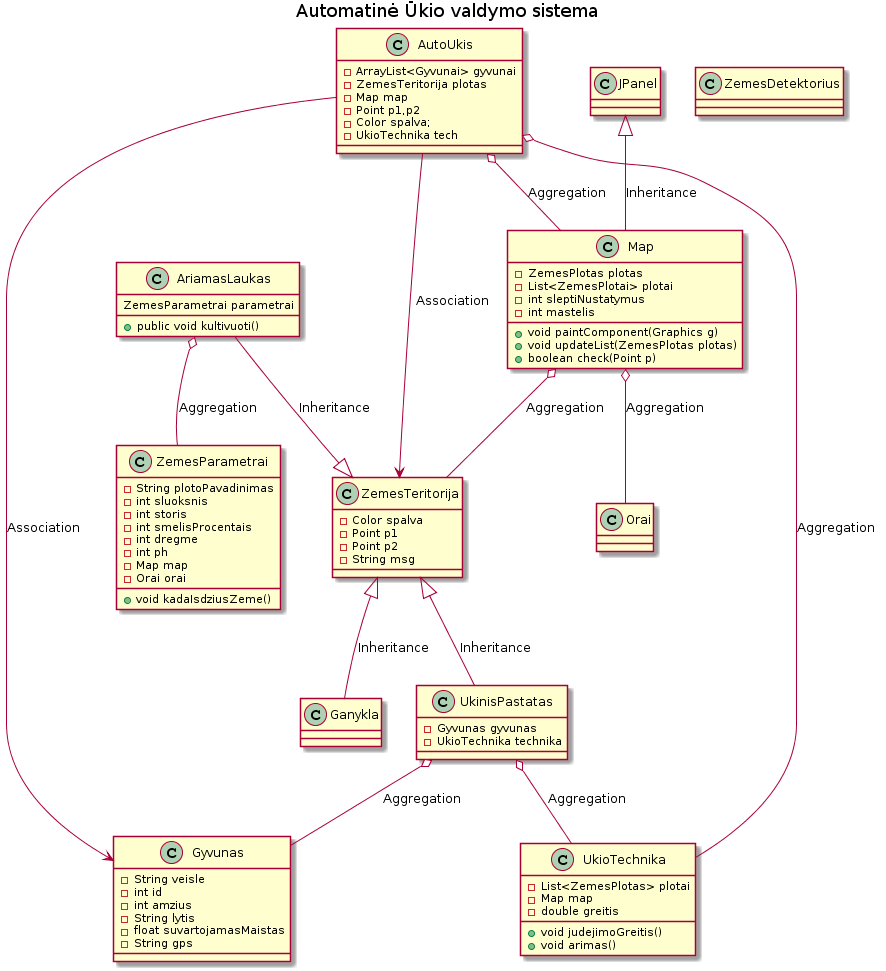 Automatinė Ūkio valdymo sistema
C AutoUkis
ArrayList<Gyvunai> gyvunai
ZemesTeritorija plotas
Map map
Point p1,p2
Color spalva;
UkioTechnika tech
C JPanel
C ZemesDetektorius
Aggregation
Inheritance
C Map
ZemesPlotas plotas
List<ZemesPlotai> plotai
int sleptiNustatymus
int mastelis
void paintComponent(Graphics g)
void updateList(ZemesPlotas plotas)
boolean check(Point p)
C AriamasLaukas
ZemesParametrai parametrai
public void kultivuoti()
Association
Aggregation
Inheritance
Aggregation
Aggregation
C ZemesParametrai
String plotoPavadinimas
int sluoksnis
int storis
int smelisProcentais
int dregme
int ph
Map map
Orai orai
void kadaIsdziusZeme()
C ZemesTeritorija
Color spalva
Point p1
Point p2
String msg
C Orai
Association
Aggregation
Inheritance
Inheritance
C Ganykla
C UkinisPastatas
Gyvunas gyvunas
UkioTechnika technika
Aggregation
Aggregation
C Gyvunas
String veisle
int id
int amzius
String lytis
float suvartojamasMaistas
String gps
C UkioTechnika
List<ZemesPlotas> plotai
Map map
double greitis
void judejimoGreitis()
void arimas()